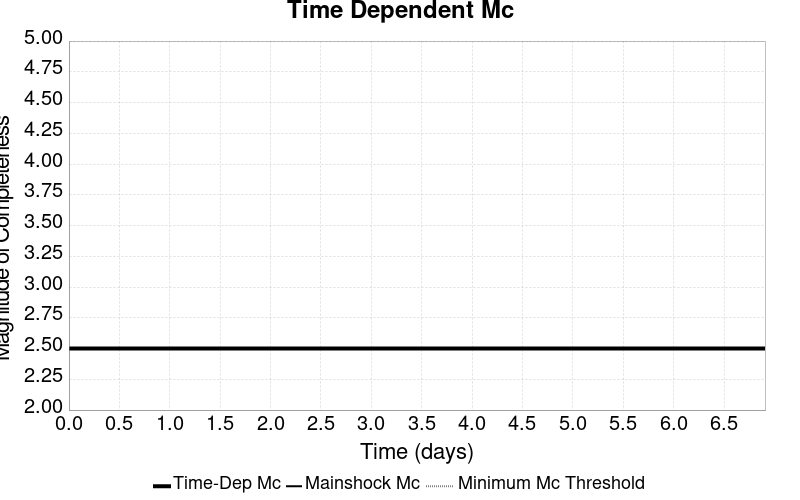 Time Dependent Mc
5.00
4.75
4.50
4.25
4.00
3.75
3.50
3.25
3.00
2.75
2.50
2.25
2.00
Magnitude of Completeness
0.0 0.5 1.0 1.5 2.0 2.5 3.0 3.5 4.0 4.5 5.0 5.5 6.0 6.5
Time (days)
Time-Dep Mc Mainshock Mc Minimum Mc Threshold